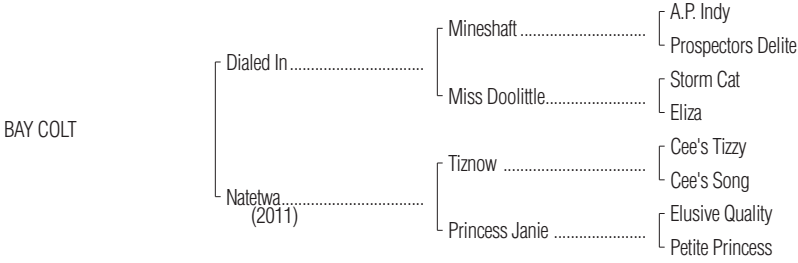 A.P. Indy
Mineshaft ..............................
Prospectors Delite
Dialed In................................
Storm Cat
Miss Doolittle........................
Eliza
BAY COLT
Cee's Tizzy
Tiznow ..................................
Cee's Song
Natetwa..................................
(2011)
Elusive Quality
Princess Janie ......................
Petite Princess